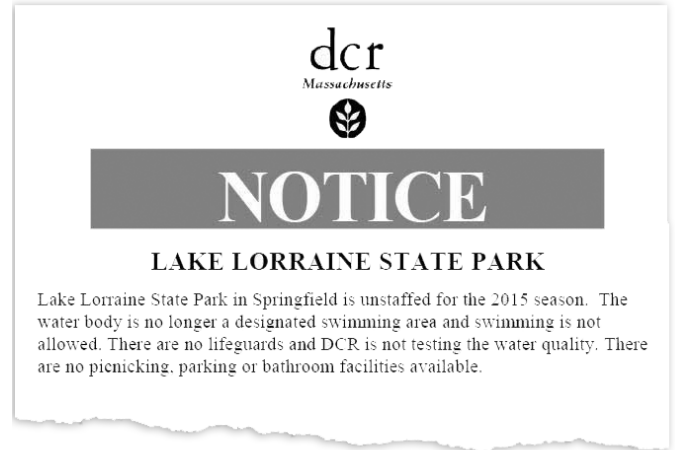 dcr
Massachusetts
NOTICE
LAKE LORRAINE STATE PARK
Lake Lorraine State Park in Springfield is unstaffed for the 2015 season.  The
water body is no longer a designated swimming area and swimming is not
allowed. There are no lifeguards and DCR is not testing the water quality. There
are no picnicking, parking or bathroom facilities available.